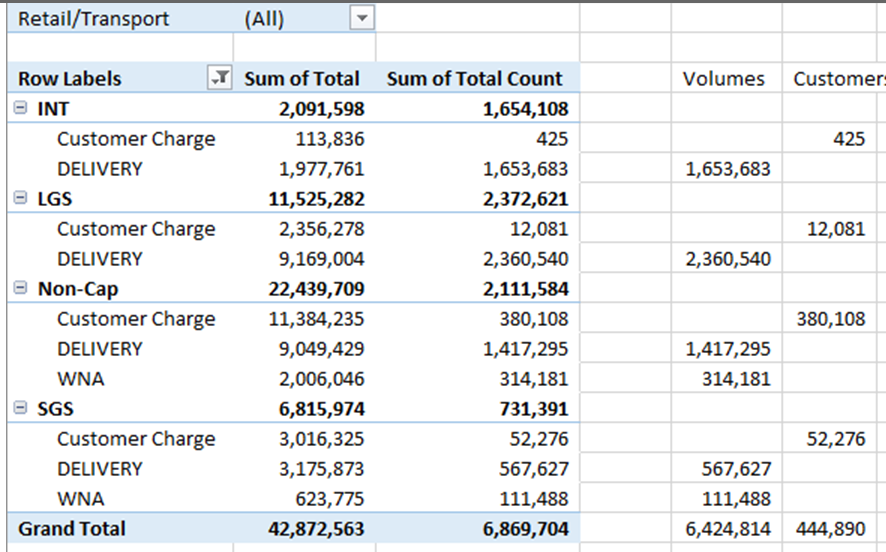 Retail/Transport (All)
Row Labels Sum of Total Sum of Total Count Volumes Customers
INT 2,091,598 1,654,108
Customer Charge 113,836 425 425
DELIVERY 1,977,761 1,653,683 1,653,683
LGS 11,525,282 2,372,621
Customer Charge 2,356,278 12,081 12,081
DELIVERY 9,169,004 2,360,540 2,360,540
Non-Cap 22,439,709 2,111,584
Customer Charge 11,384,235 380,108 380,108
DELIVERY 9,049,429 1,417,295 1,417,295
WNA 2,006,046 314,181 314,181
SGS 6,815,974 731,391
Customer Charge 3,016,325 52,276 52,276
DELIVERY 3,175,873 567,627 567,627
WNA 623,775 111,488 111,488
Grand Total 42,872,563 6,869,704 6,424,814 444,890